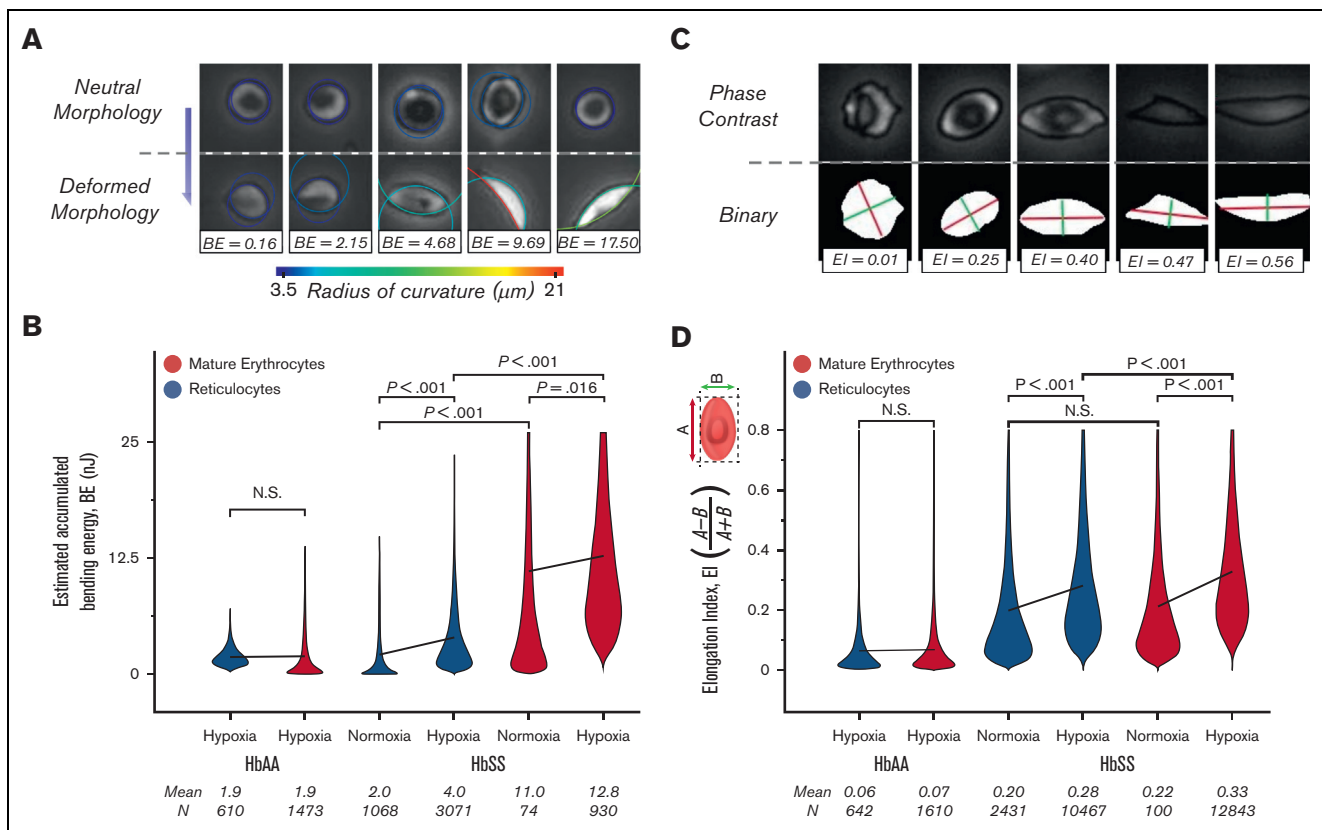 A
Neutral
Morphology
Deformed
Morphology
BE = 0.16 BE = 2.15 BE = 4.68 BE = 9.69 BE = 17.50
3.5 Radius of curvature (μm) 21
B
Mature Erythrocytes
Reticulocytes
P < .001
P < .001 P = .016
P < .001
N.S.
Estimated accumulated
bending energy, BE (nJ)
25
12.5
0
Hypoxia Hypoxia Normoxia Hypoxia Normoxia Hypoxia
HbAA HbSS
Mean 1.9 1.9 2.0 4.0 11.0 12.8
N 610 1473 1068 3071 74 930
C
Phase
Contrast
Binary
EI = 0.01 EI = 0.25 EI = 0.40 EI = 0.47 EI = 0.56
D
Mature Erythrocytes
Reticulocytes
P < .001
P < .001 P < .001
N.S. N.S.
B
A
Elongation Index, EI (A−B/A+B)
0.8
0.6
0.4
0.2
0
Hypoxia Hypoxia Normoxia Hypoxia Normoxia Hypoxia
HbAA HbSS
Mean 0.06 0.07 0.20 0.28 0.22 0.33
N 642 1610 2431 10467 100 12843